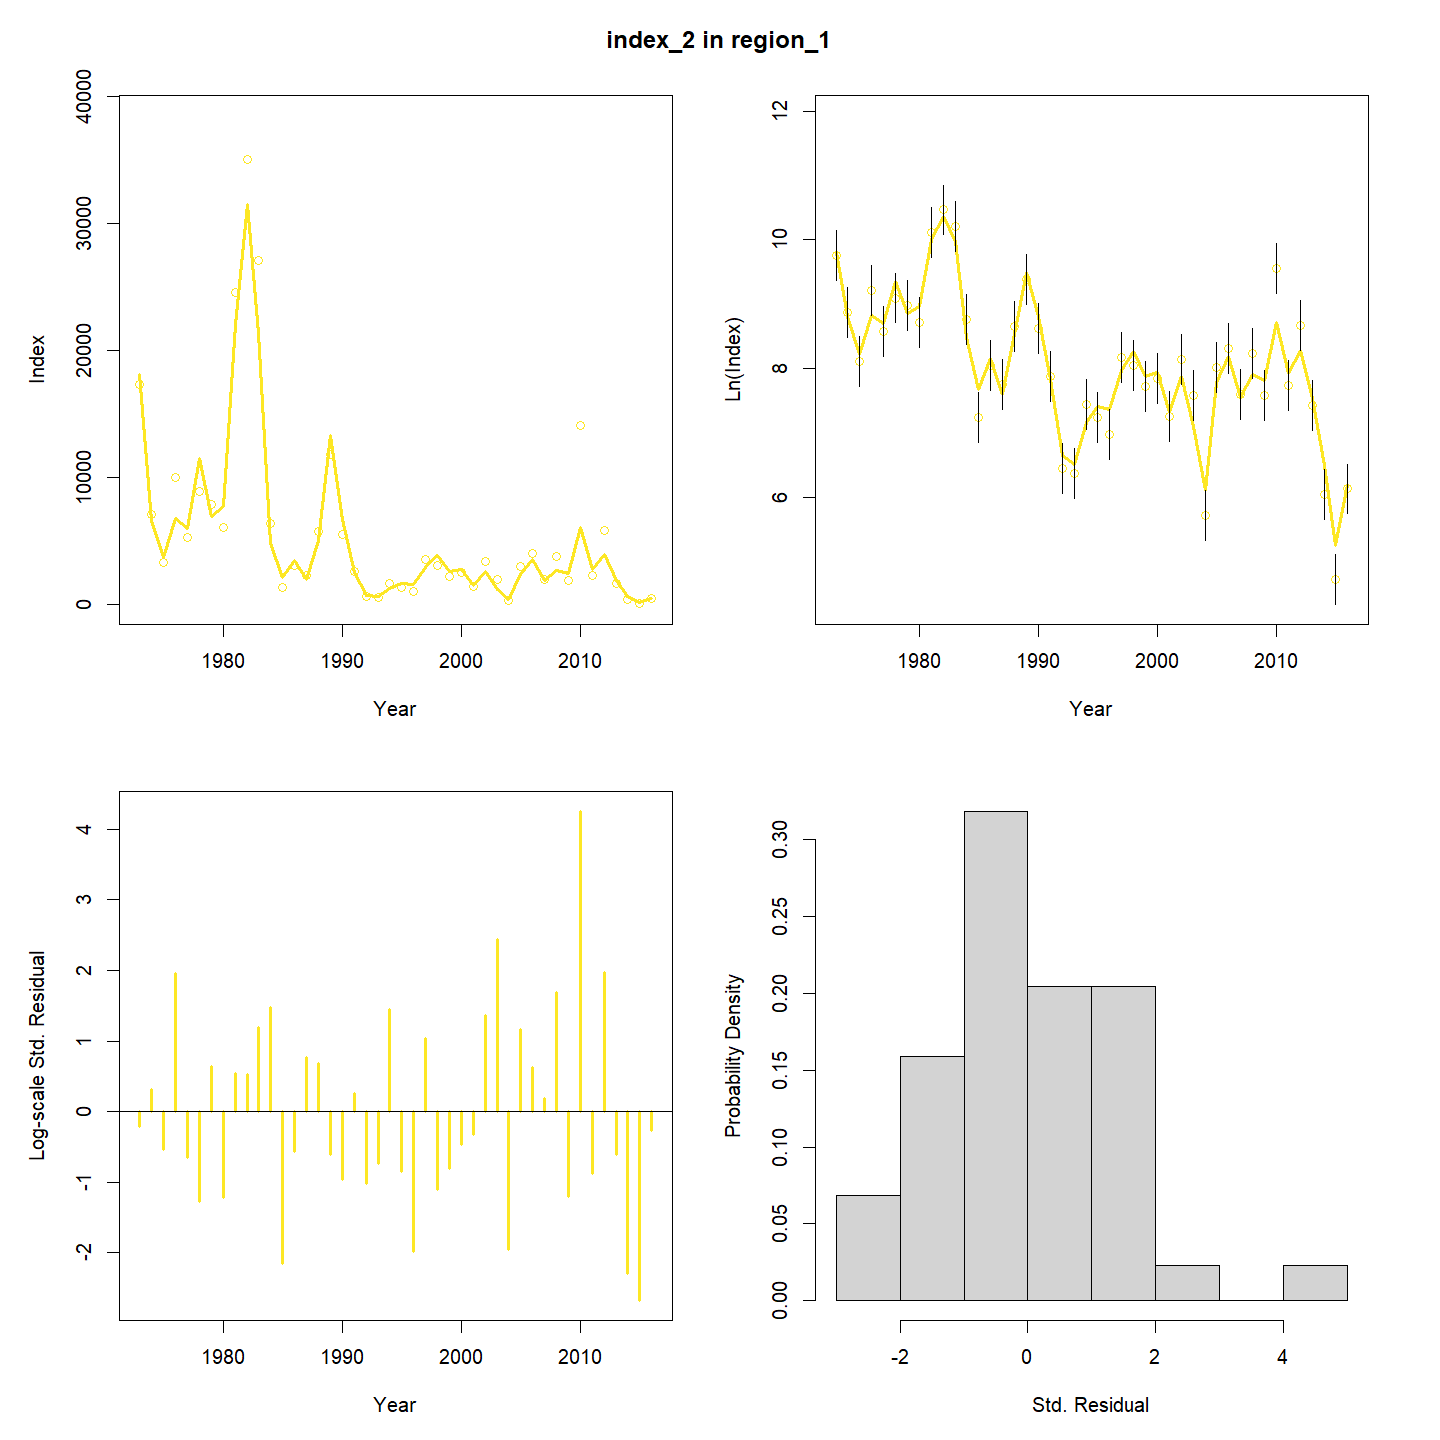 index_2 in region_1
Index
40000
30000
20000
10000
0
1980 1990 2000 2010
Year
Ln(Index)
12
10
8
6
1980 1990 2000 2010
Year
Log-scale Std. Residual
4
3
2
1
0
-1
-2
1980 1990 2000 2010
Year
Probability Density
0.30
0.25
0.20
0.15
0.10
0.05
0.00
-2 0 2 4
Std. Residual